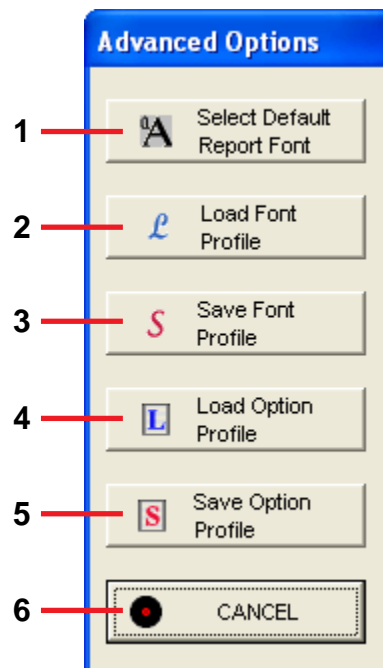 Advanced Options
1
Select Default
Report Font
2
Load Font
Profile
3
Save Font
Profile
4
Load Option
Profile
5
Save Option
Profile
6
CANCEL